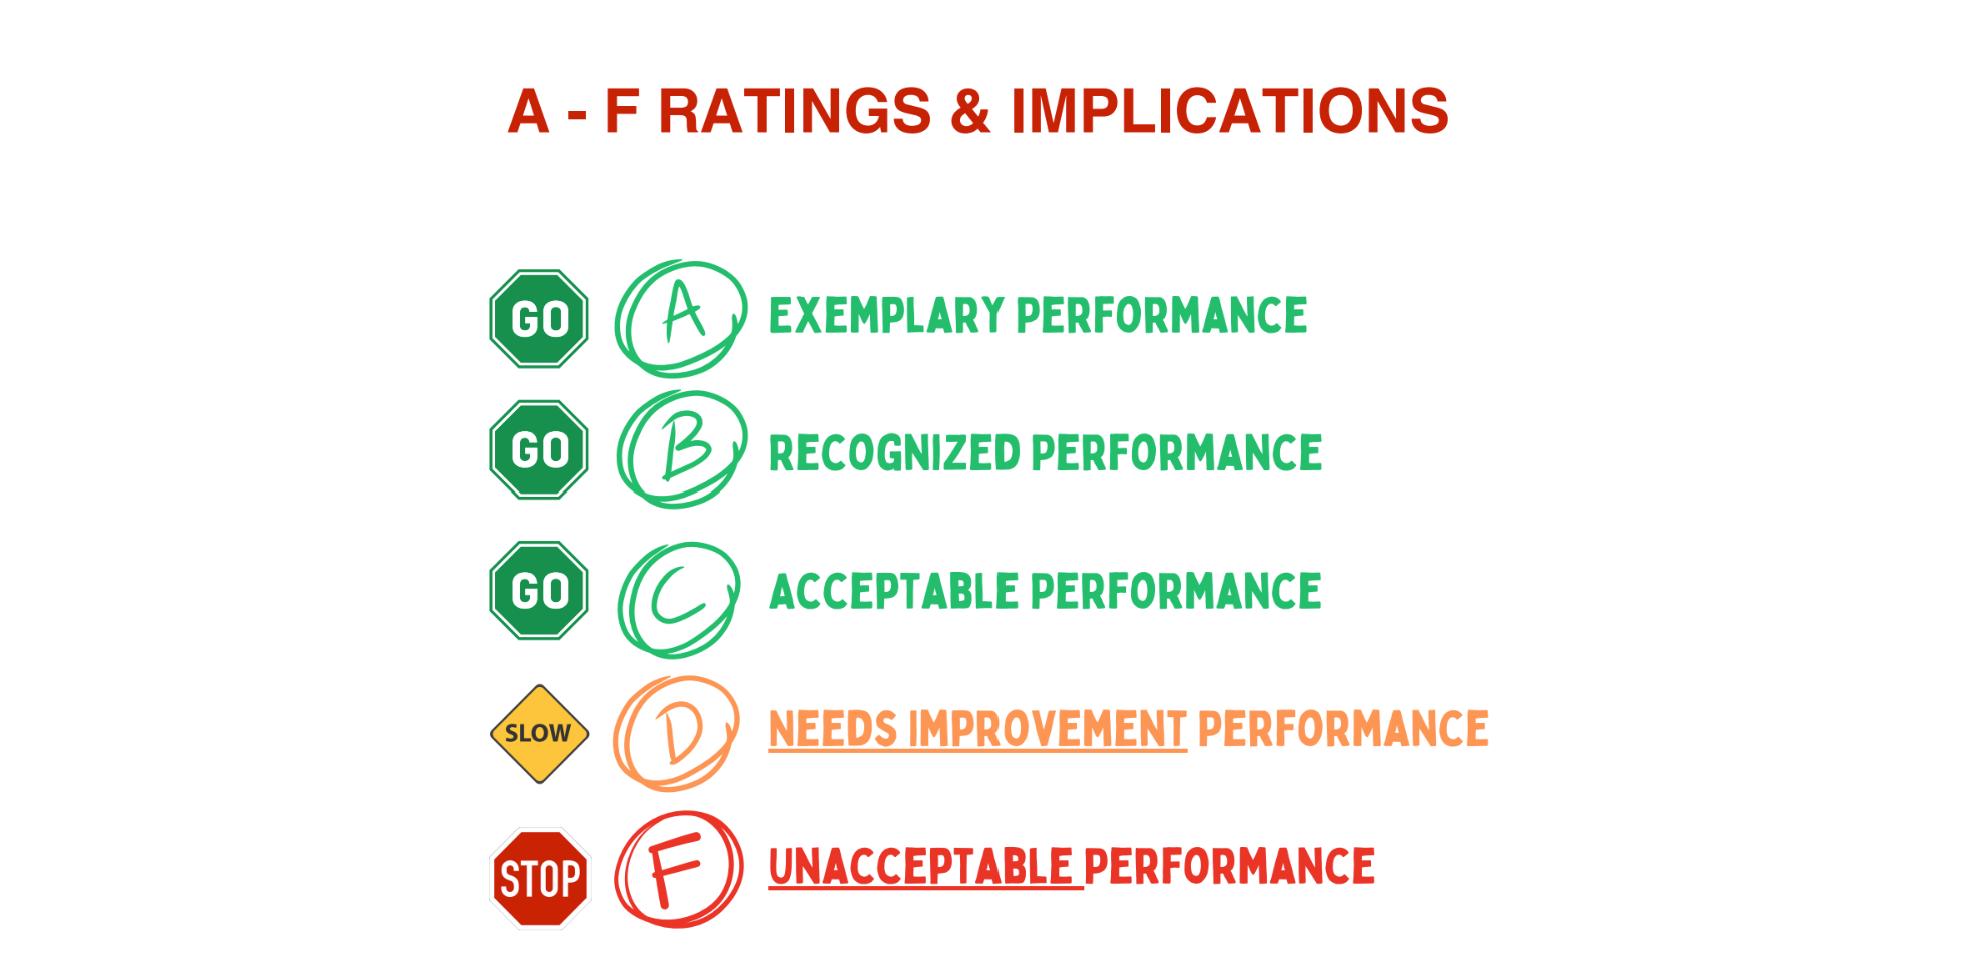 A - F RATINGS & IMPLICATIONS
GO A EXEMPLARY PERFORMANCE
GO B RECOGNIZED PERFORMANCE
GO C ACCEPTABLE PERFORMANCE
SLOW D NEEDS IMPROVEMENT PERFORMANCE
STOP F UNACCEPTABLE PERFORMANCE